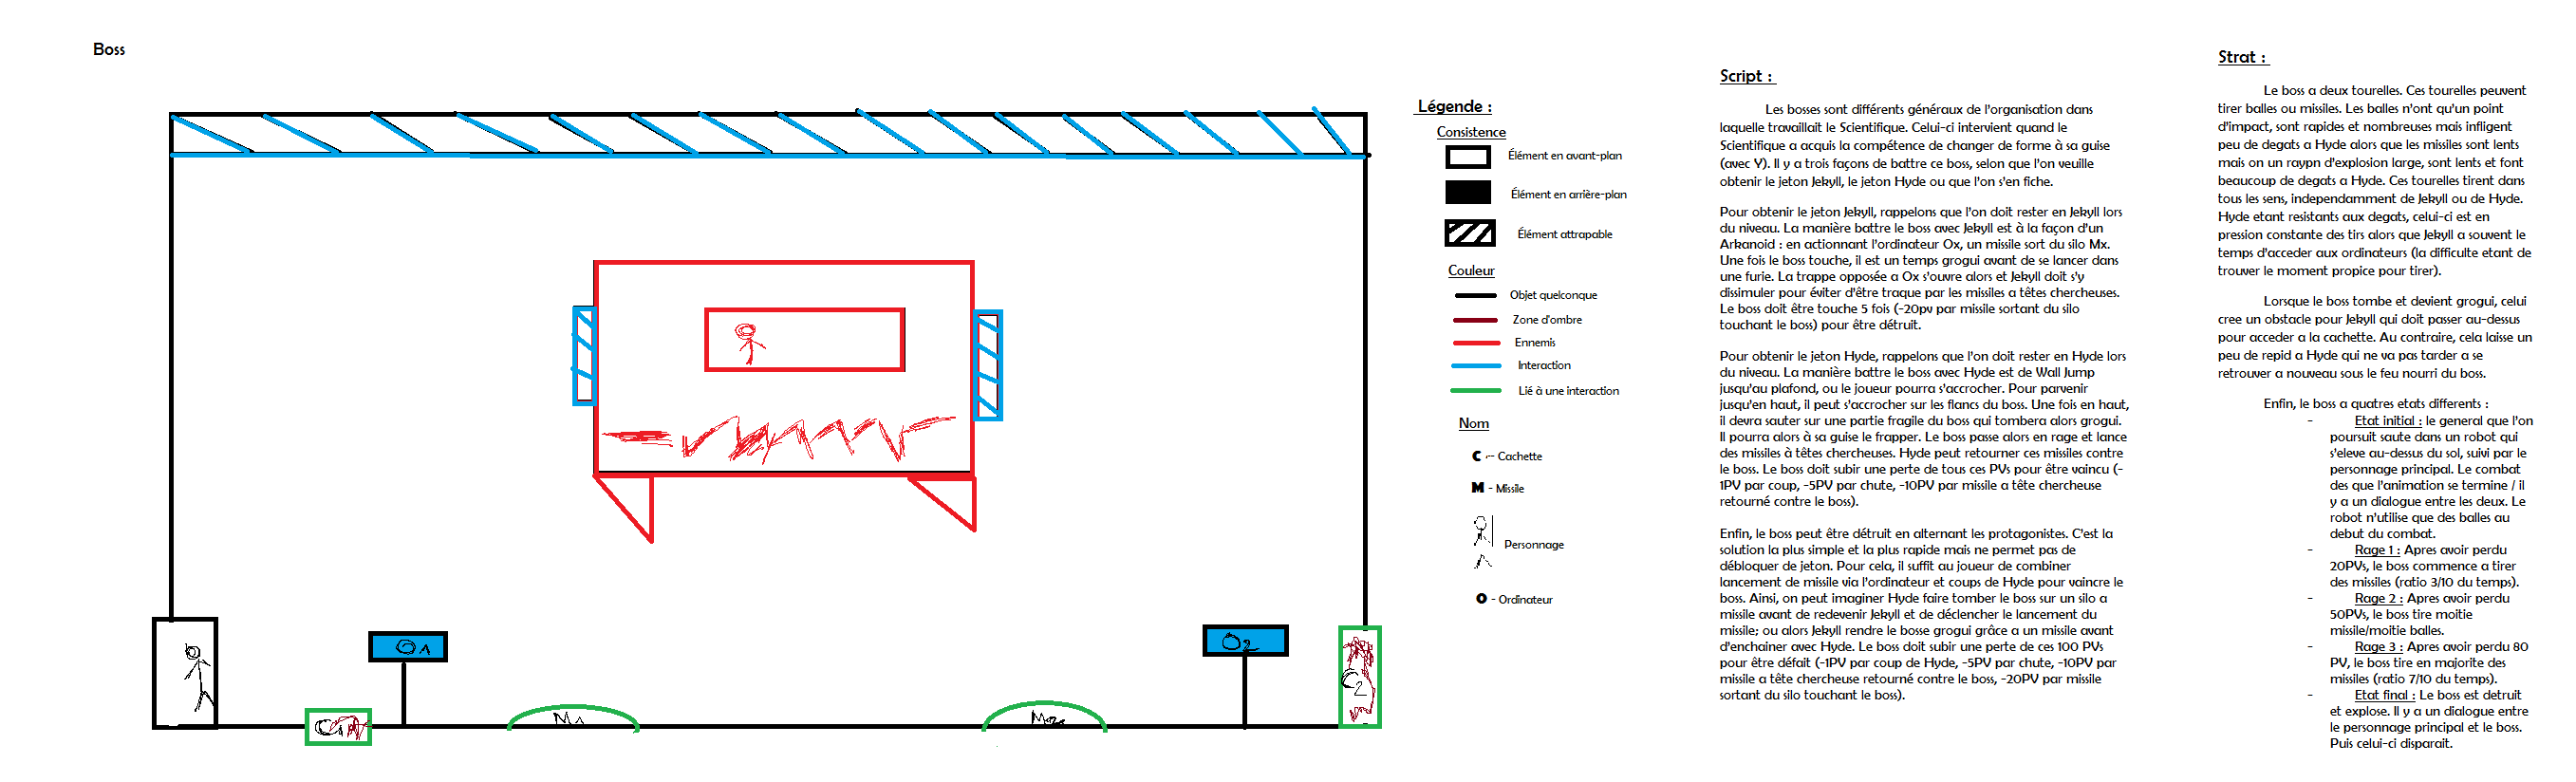 Boss
O1
O2
C1
M1
M2
C2
Légende :
Consistence
Élément en avant-plan
Élément en arrière-plan
Élément attrapable
Couleur
Objet quelconque
Zone d'ombre
Ennemis
Interaction
Lié à une interaction
Nom
C -- Cachette
M - Missile
Personnage
O - Ordinateur
Script :
Les bosses sont différents généraux de l'organisation dans
laquelle travaillait le Scientifique. Celui-ci intervient quand le
Scientifique a acquis la compétence de changer de forme à sa guise
(avec Y). Il y a trois façons de battre ce boss, selon que l'on veuille
obtenir le jeton Jekyll, le jeton Hyde ou que l'on s'en fiche.
Pour obtenir le jeton Jekyll, rappelons que l'on doit rester en Jekyll lors
du niveau. La manière battre le boss avec Jekyll est à la façon d'un
Arkanoid : en actionnant l'ordinateur Ox, un missile sort du silo Mx.
Une fois le boss touche, il est un temps grogui avant de se lancer dans
une furie. La trappe opposée a Ox s'ouvre alors et Jekyll doit s'y
dissimuler pour éviter d'être traque par les missiles a têtes chercheuses.
Le boss doit être touche 5 fois (-20pv par missile sortant du silo
touchant le boss) pour être détruit.
Pour obtenir le jeton Hyde, rappelons que l'on doit rester en Hyde lors
du niveau. La manière battre le boss avec Hyde est de Wall Jump
jusqu'au plafond, ou le joueur pourra s'accrocher. Pour parvenir
jusqu'en haut, il peut s'accrocher sur les flancs du boss. Une fois en haut,
il devra sauter sur une partie fragile du boss qui tombera alors grogui.
Il pourra alors à sa guise le frapper. Le boss passe alors en rage et lance
des missiles à têtes chercheuses. Hyde peut retourner ces missiles contre
le boss. Le boss doit subir une perte de tous ces PVs pour être vaincu (-
1PV par coup, -5PV par chute, -10PV par missile a tête chercheuse
retourné contre le boss).
Enfin, le boss peut être détruit en alternant les protagonistes. C'est la
solution la plus simple et la plus rapide mais ne permet pas de
débloquer de jeton. Pour cela, il suffit au joueur de combiner
lancement de missile via l'ordinateur et coups de Hyde pour vaincre le
boss. Ainsi, on peut imaginer Hyde faire tomber le boss sur un silo a
missile avant de redevenir Jekyll et de déclencher le lancement du
missile; ou alors Jekyll rendre le bosse grogui grâce a un missile avant
d'enchainer avec Hyde. Le boss doit subir une perte de ces 100 PVs
pour être défait (-1PV par coup de Hyde, -5PV par chute, -10PV par
missile a tête chercheuse retourné contre le boss, -20PV par missile
sortant du silo touchant le boss).
Strat :
Le boss a deux tourelles. Ces tourelles peuvent
tirer balles ou missiles. Les balles n'ont qu'un point
d'impact, sont rapides et nombreuses mais infligent
peu de degats a Hyde alors que les missiles sont lents
mais on un raypn d'explosion large, sont lents et font
beaucoup de degats a Hyde. Ces tourelles tirent dans
tous les sens, independamment de Jekyll ou de Hyde.
Hyde etant resistants aux degats, celui-ci est en
pression constante des tirs alors que Jekyll a souvent le
temps d'acceder aux ordinateurs (la difficulte etant de
trouver le moment propice pour tirer).
Lorsque le boss tombe et devient grogui, celui
cree un obstacle pour Jekyll qui doit passer au-dessus
pour acceder a la cachette. Au contraire, cela laisse un
peu de repid a Hyde qui ne va pas tarder a se
retrouver a nouveau sous le feu nourri du boss.
Enfin, le boss a quatres etats differents :
- Etat initial : le general que l'on
poursuit saute dans un robot qui
s'eleve au-dessus du sol, suivi par le
personnage principal. Le combat
des que l'animation se termine / il
y a un dialogue entre les deux. Le
robot n'utilise que des balles au
debut du combat.
- Rage 1 : Apres avoir perdu
20PVs, le boss commence a tirer
des missiles (ratio 3/10 du temps).
- Rage 2 : Apres avoir perdu
50PVs, le boss tire moitie
missile/moitie balles.
- Rage 3 : Apres avoir perdu 80
PV, le boss tire en majorite des
missiles (ratio 7/10 du temps).
- Etat final : Le boss est detruit
et explose. Il y a un dialogue entre
le personnage principal et le boss.
Puis celui-ci disparait.